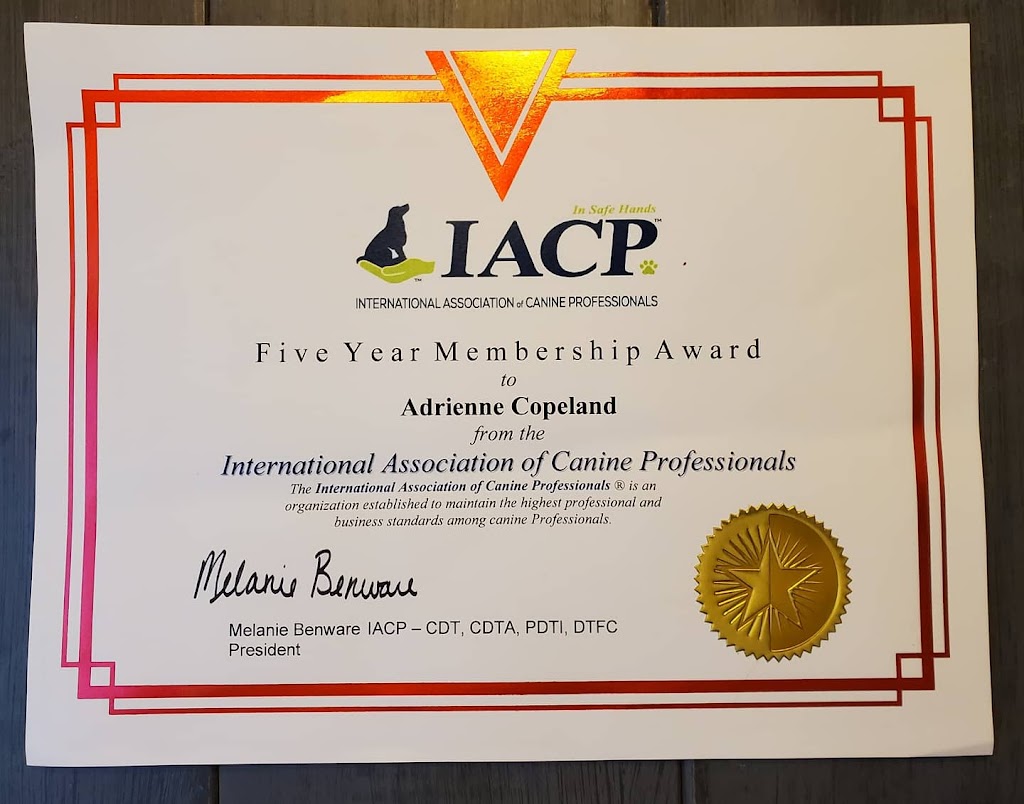 In Safe Hands
IACP™
™
INTERNATIONAL ASSOCIATION of CANINE PROFESSIONALS
Five Year Membership Award
to
Adrienne Copeland
from the
International Association of Canine Professionals
The International Association of Canine Professionals ® is an
organization established to maintain the highest professional and
business standards among canine Professionals.
Melanie Benware
Melanie Benware IACP – CDT, CDTA, PDTI, DTFC
President